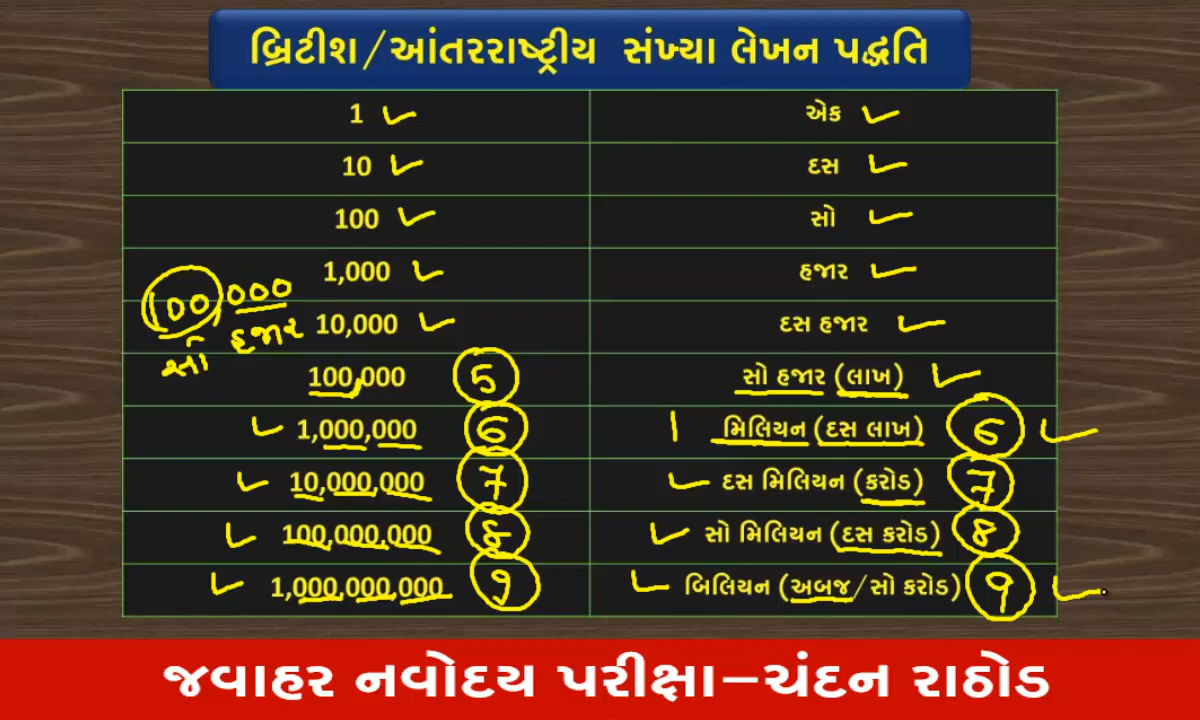 બ્રિટીશ/આંતરરાષ્ટ્રીય સંખ્યા લેખન પદ્ધતિ
1 એક
10 દસ
100 સો
1,000 હજાર
100,000
સો હજાર
10,000 દસ હજાર
100,000 5 સો હજાર (લાખ)
1,000,000 6 1 મિલિયન (દસ લાખ) 6
10,000,000 7 દસ મિલિયન (કરોડ) 7
100,000,000 8 સો મિલિયન (દસ કરોડ) 8
1,000,000,000 9 બિલિયન (અબજ/સો કરોડ) 9
જવાહર નવોદય પરીક્ષા–ચંદન રાઠોડ